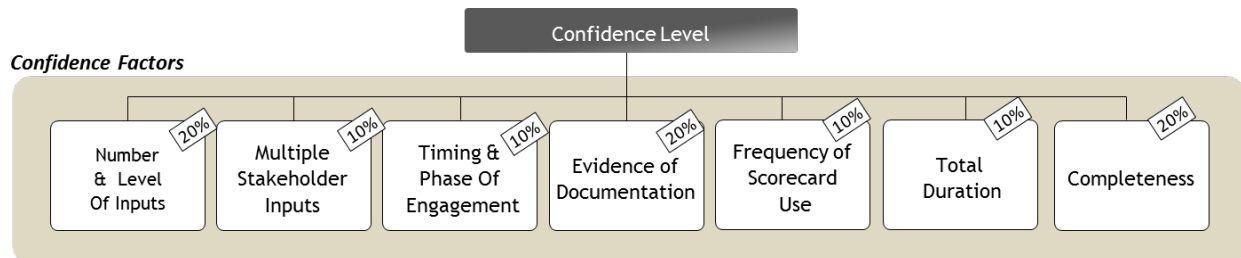 Confidence Level
Confidence Factors
20%
Number
& Level
Of Inputs
10%
Multiple
Stakeholder
Inputs
10%
Timing &
Phase Of
Engagement
20%
Evidence of
Documentation
10%
Frequency of
Scorecard
Use
10%
Total
Duration
20%
Completeness